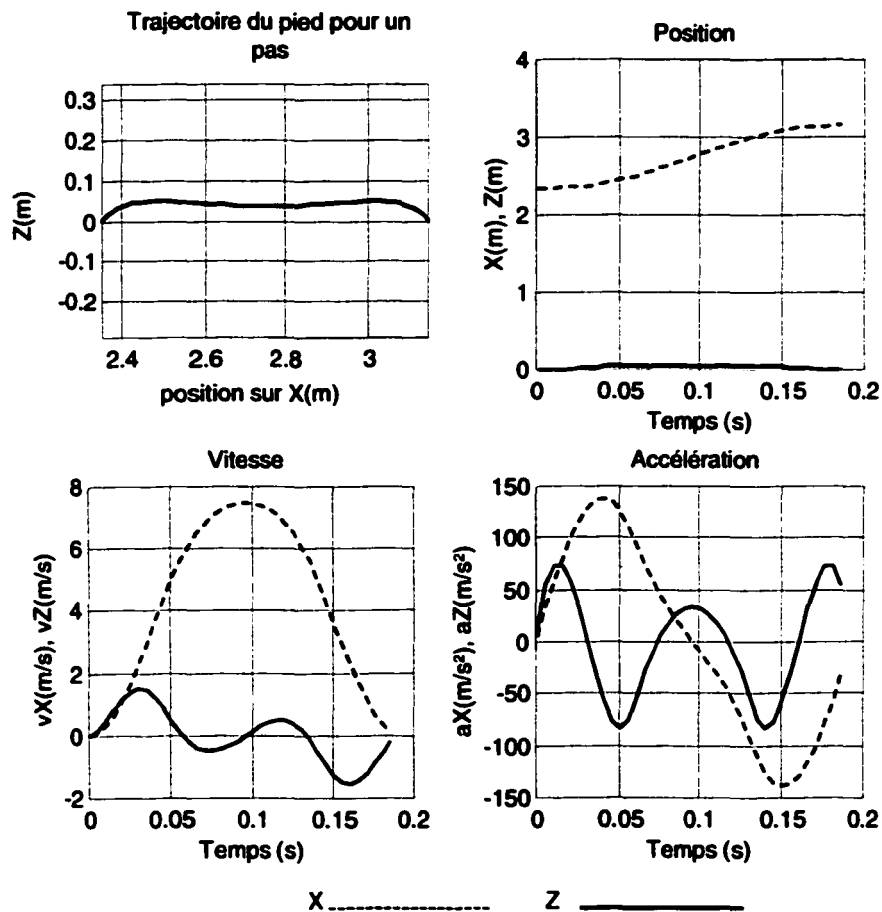 Trajectoire du pied pour un
pas
0.3
0.2
0.1
0
-0.1
-0.2
Z(m)
2.4 2.6 2.8 3
position sur X(m)
Position
4
3
2
1
0
X(m), Z(m)
0 0.05 0.1 0.15 0.2
Temps (s)
Vitesse
8
6
4
2
0
-2
vX(m/s), vZ(m/s)
0 0.05 0.1 0.15 0.2
Temps (s)
Accélération
150
100
50
0
-50
-100
-150
aX(m/s²), aZ(m/s²)
0 0.05 0.1 0.15 0.2
Temps (s)
X Z